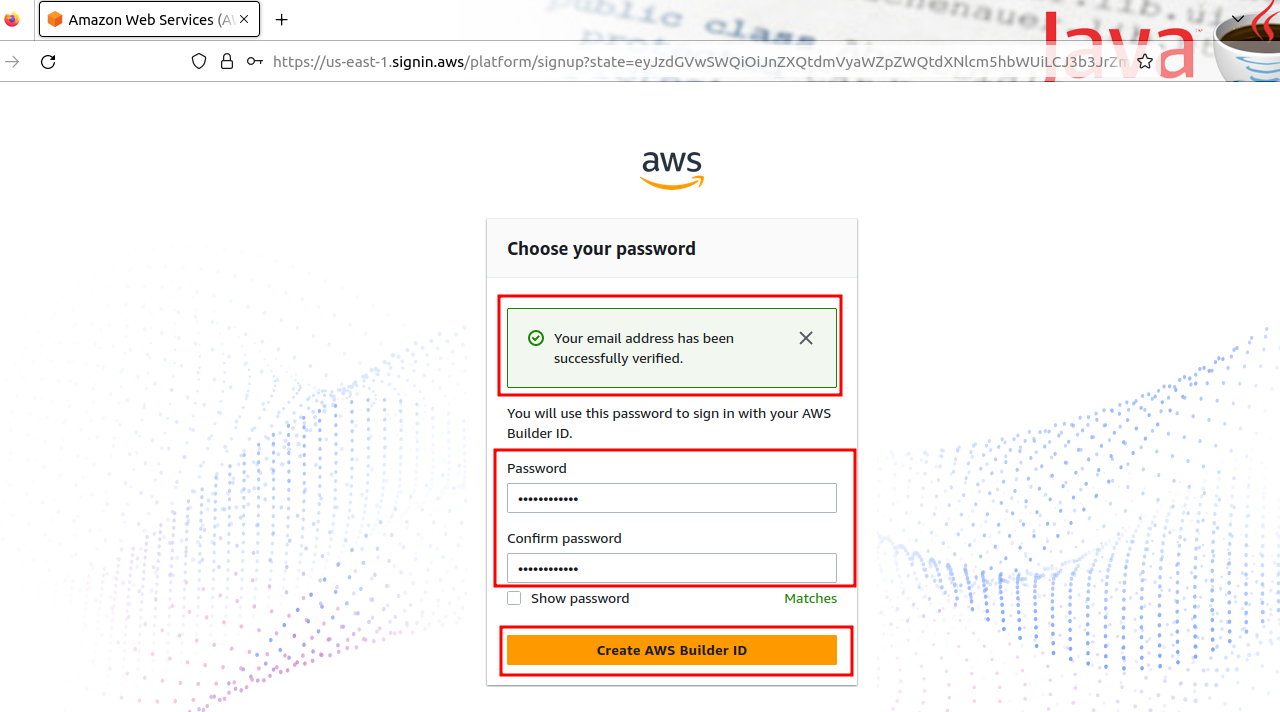 Amazon Web Services (AW
public class
Java
https://us-east-1.signin.aws/platform/signup?state=eyJzdGVwSWQiOiJnZXQtdmVyaWZpZWQtdXNlcm5hbWUiLCJ3b3JrZm
aws
Choose your password
Your email address has been
successfully verified.
You will use this password to sign in with your AWS
Builder ID.
Password
••••••••••••
Confirm password
••••••••••••
Show password
Matches
Create AWS Builder ID